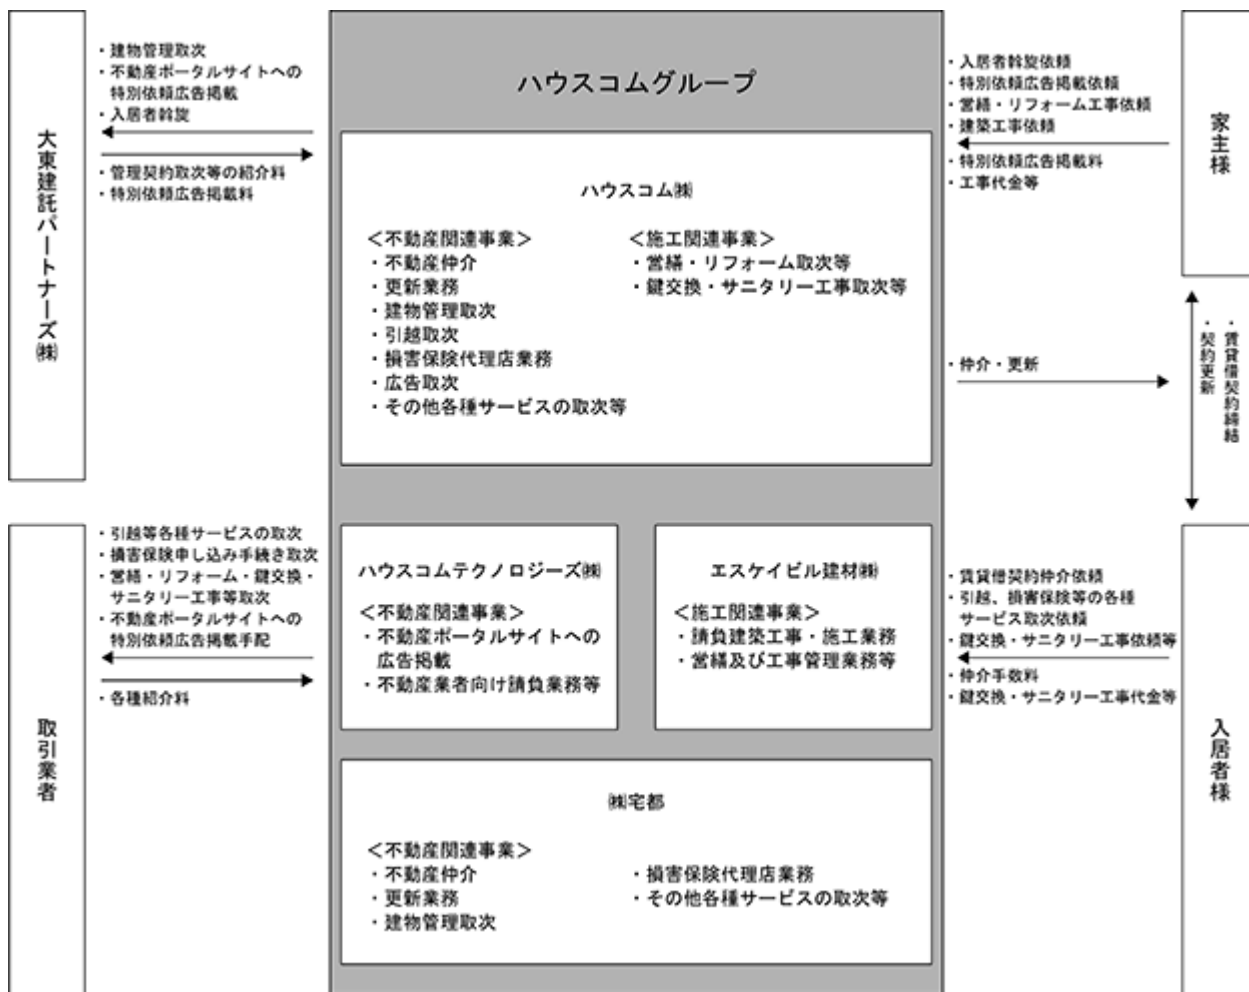 ハウスコムグループ
大東建託パートナーズ㈱
・建物管理取次
・不動産ポータルサイトへの
特別依頼広告掲載
・入居者斡旋
・管理契約取次等の紹介料
・特別依頼広告掲載料
ハウスコム㈱
＜不動産関連事業＞
・不動産仲介
・更新業務
・建物管理取次
・引越取次
・損害保険代理店業務
・広告取次
・その他各種サービスの取次等
＜施工関連事業＞
・営繕・リフォーム取次等
・鍵交換・サニタリー工事取次等
・入居者斡旋依頼
・特別依頼広告掲載依頼
・営繕・リフォーム工事依頼
・建築工事依頼
・特別依頼広告掲載料
・工事代金等
家主様
・仲介・更新
・賃貸借契約締結
・契約更新
取引業者
・引越等各種サービスの取次
・損害保険申し込み手続き取次
・営繕・リフォーム・鍵交換・
サニタリー工事等取次
・不動産ポータルサイトへの
特別依頼広告掲載手配
・各種紹介料
ハウスコムテクノロジーズ㈱
＜不動産関連事業＞
・不動産ポータルサイトへの
広告掲載
・不動産業者向け請負業務等
エスケイビル建材㈱
＜施工関連事業＞
・請負建築工事・施工業務
・営繕及び工事管理業務等
・賃貸借契約仲介依頼
・引越、損害保険等の各種
サービス取次依頼
・鍵交換・サニタリー工事依頼等
・仲介手数料
・鍵交換・サニタリー工事代金等
入居者様
㈱宅都
＜不動産関連事業＞
・不動産仲介
・更新業務
・建物管理取次
・損害保険代理店業務
・その他各種サービスの取次等